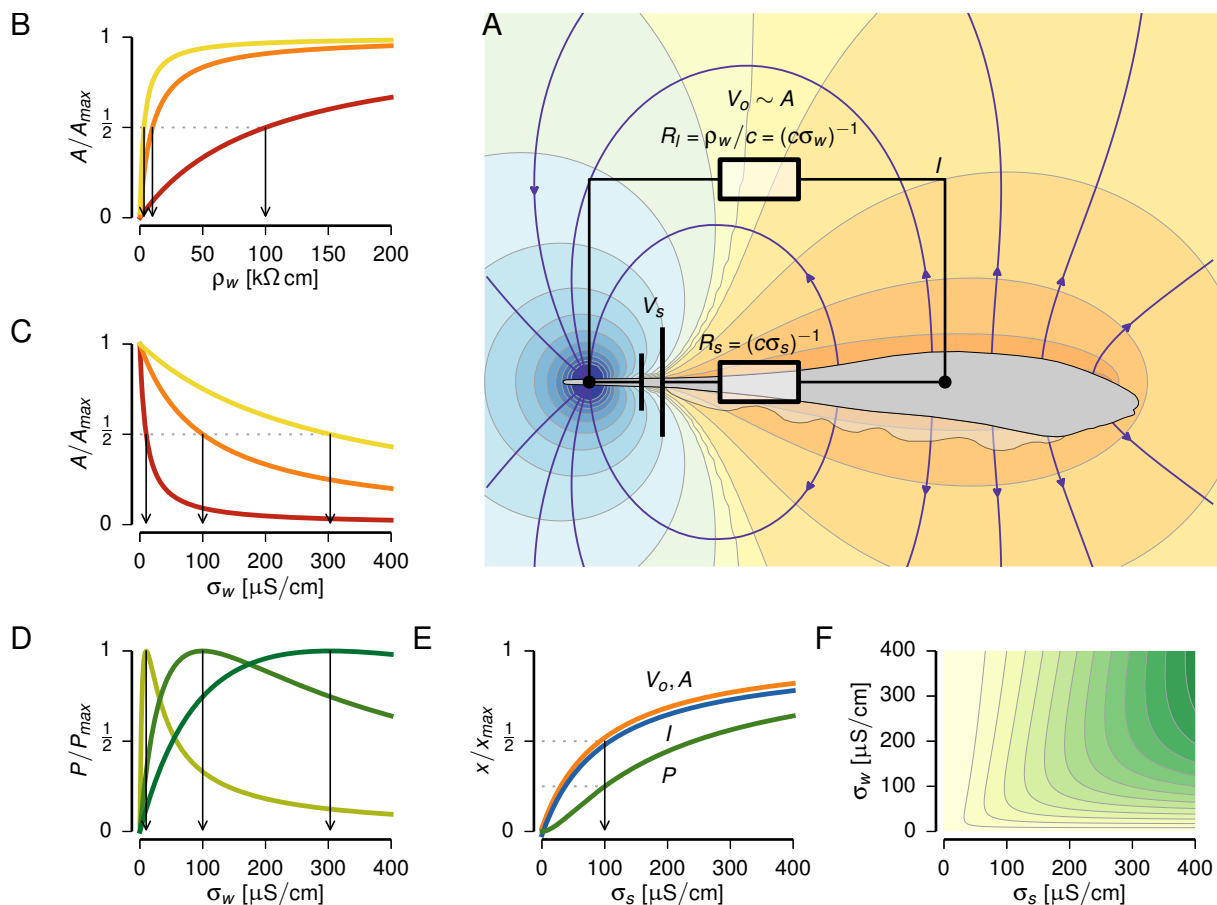 B
1
½
0
A/A_max
0 50 100 150 200
ρ_w [kΩ cm]
A
V_o ∼ A
R_l = ρ_w/c = (cσ_w)⁻¹
I
V_s
R_s = (cσ_s)⁻¹
C
1
½
0
A/A_max
0 100 200 300 400
σ_w [µS/cm]
D
1
½
0
P/P_max
0 100 200 300 400
σ_w [µS/cm]
E
1
½
0
x/x_max
V_o, A
I
P
0 100 200 300 400
σ_s [µS/cm]
F
400
300
200
100
0
σ_w [µS/cm]
0 100 200 300 400
σ_s [µS/cm]